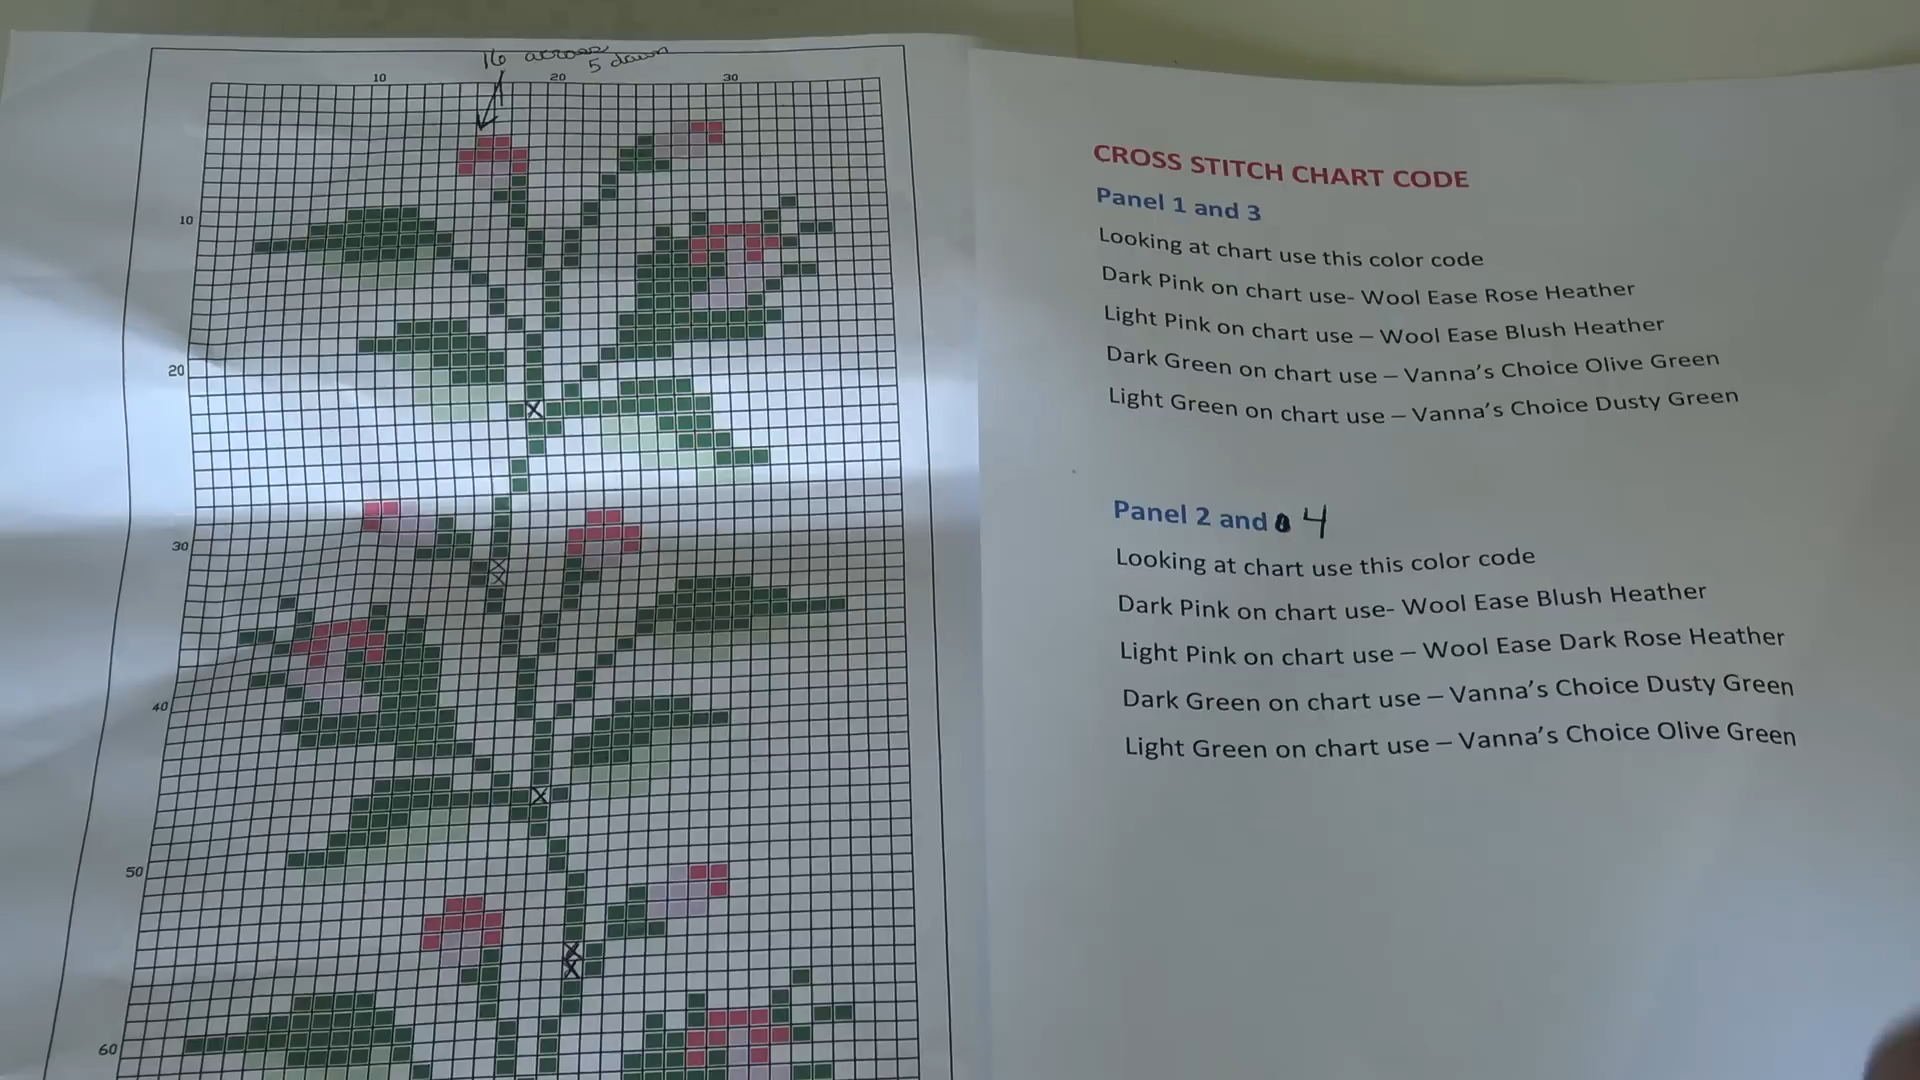 16 across
5 down
10 20 30
10
20
30
40
50
60
CROSS STITCH CHART CODE
Panel 1 and 3
Looking at chart use this color code
Dark Pink on chart use- Wool Ease Rose Heather
Light Pink on chart use – Wool Ease Blush Heather
Dark Green on chart use – Vanna's Choice Olive Green
Light Green on chart use – Vanna's Choice Dusty Green
Panel 2 and 4
Looking at chart use this color code
Dark Pink on chart use- Wool Ease Blush Heather
Light Pink on chart use – Wool Ease Dark Rose Heather
Dark Green on chart use – Vanna's Choice Dusty Green
Light Green on chart use – Vanna's Choice Olive Green